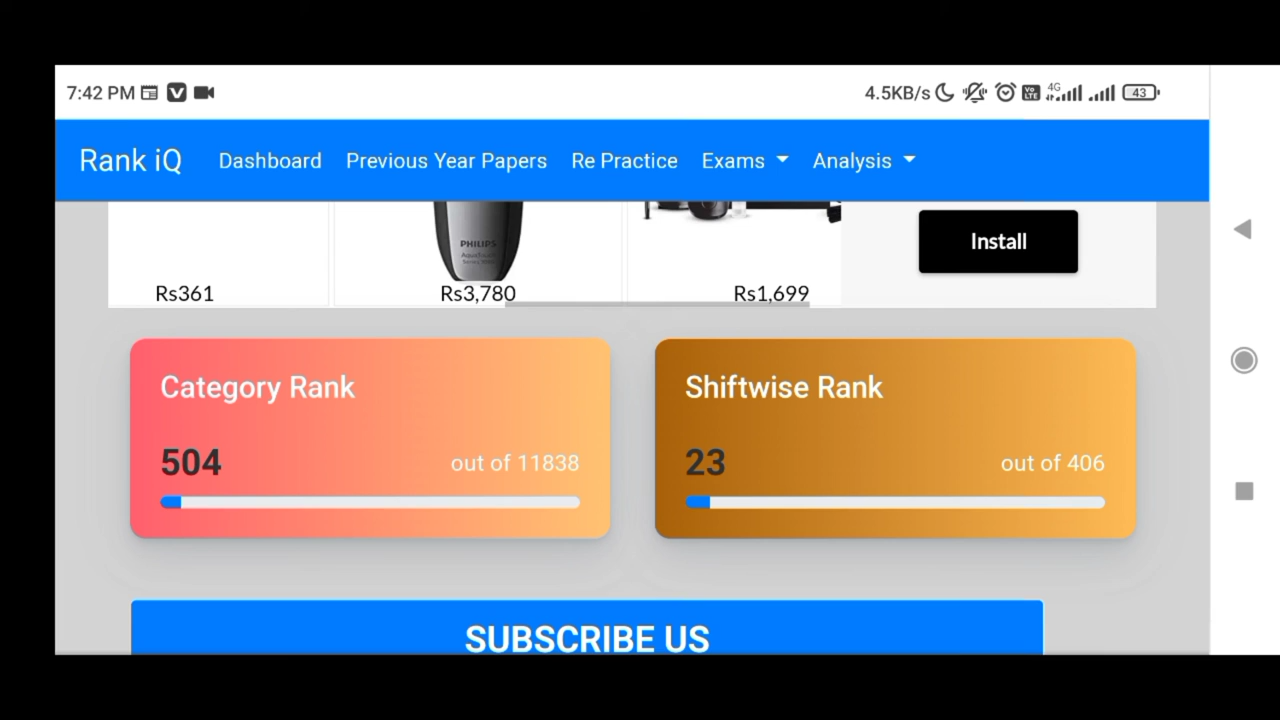 7:42 PM 4.5KB/s 4G 43
Rank iQ Dashboard Previous Year Papers Re Practice Exams Analysis
PHILIPS
Install
Rs361 Rs3,780 Rs1,699
Category Rank
504 out of 11838
Shiftwise Rank
23 out of 406
SUBSCRIBE US